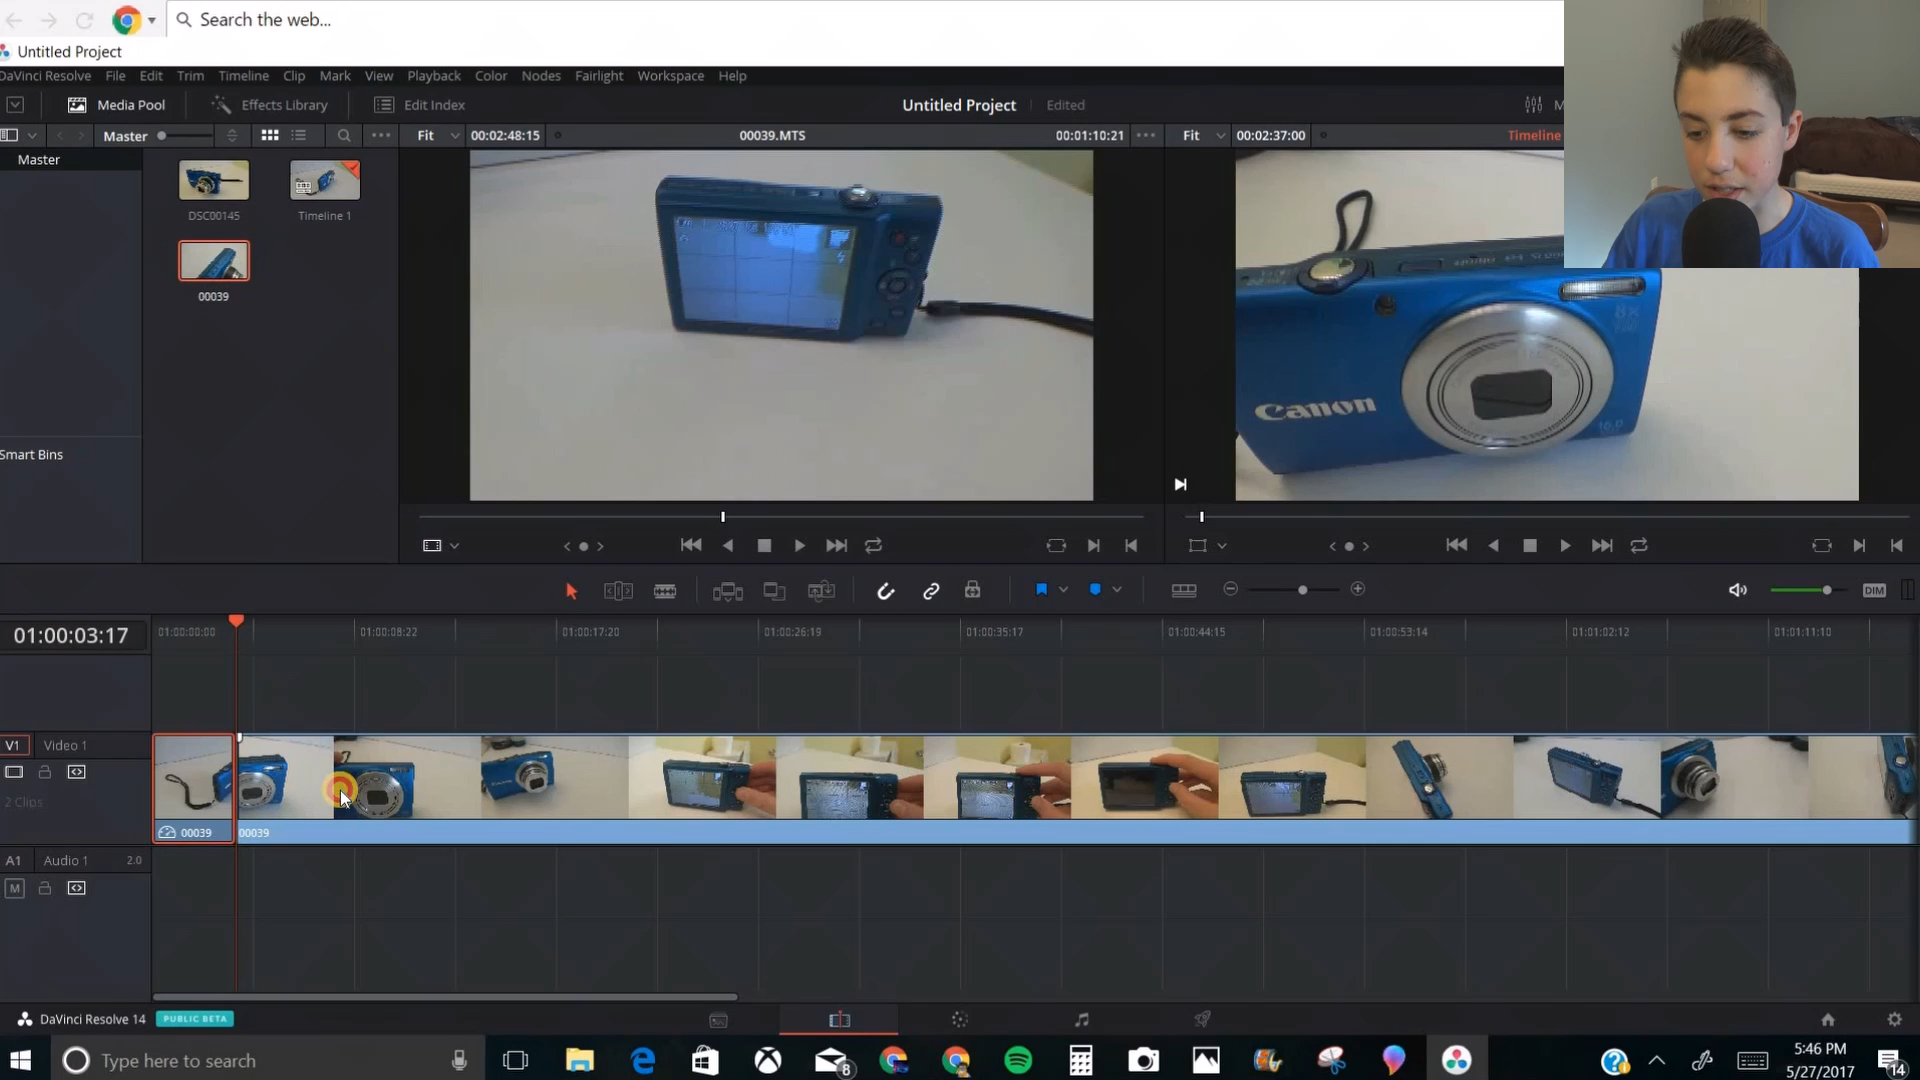 Search the web...
Untitled Project
DaVinci Resolve File Edit Trim Timeline Clip Mark View Playback Color Nodes Fairlight Workspace Help
Media Pool Effects Library Edit Index Untitled Project Edited
Master Fit 00:02:48:15 00039.MTS 00:01:10:21 Fit 00:02:37:00 Timeline
Master
DSC00145 Timeline 1
00039
Canon
8x
16.0
Smart Bins
DIM
01:00:03:17 01:00:00:00 01:00:08:22 01:00:17:20 01:00:26:19 01:00:35:17 01:00:44:15 01:00:53:14 01:01:02:12 01:01:11:10
V1 Video 1
2 Clips
00039 00039
A1 Audio 1 2.0
M
DaVinci Resolve 14 PUBLIC BETA
Type here to search 8 5:46 PM
5/27/2017 14